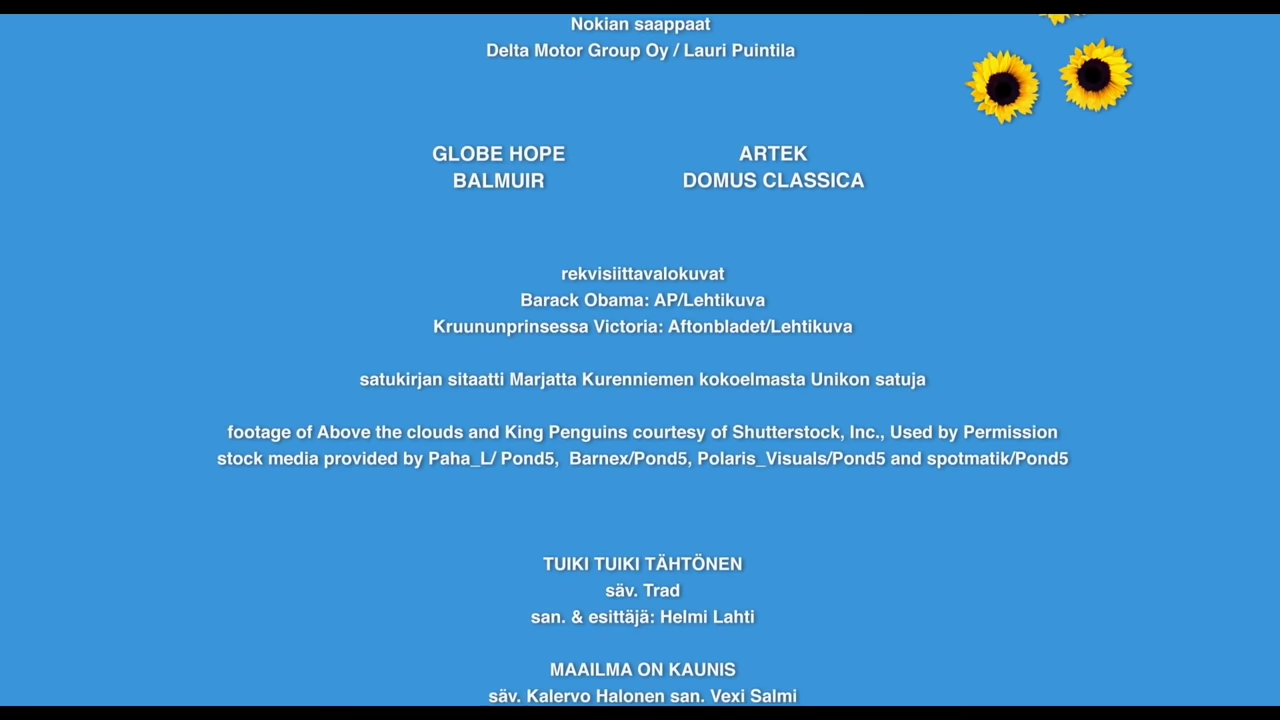 Nokian saappaat
Delta Motor Group Oy / Lauri Puintila
GLOBE HOPE
BALMUIR
ARTEK
DOMUS CLASSICA
rekvisiittavalokuvat
Barack Obama: AP/Lehtikuva
Kruununprinsessa Victoria: Aftonbladet/Lehtikuva
satukirjan sitaatti Marjatta Kurenniemen kokoelmasta Unikon satuja
footage of Above the clouds and King Penguins courtesy of Shutterstock, Inc., Used by Permission
stock media provided by Paha_L/ Pond5,  Barnex/Pond5, Polaris_Visuals/Pond5 and spotmatik/Pond5
TUIKI TUIKI TÄHTÖNEN
säv. Trad
san. & esittäjä: Helmi Lahti
MAAILMA ON KAUNIS
säv. Kalervo Halonen san. Vexi Salmi